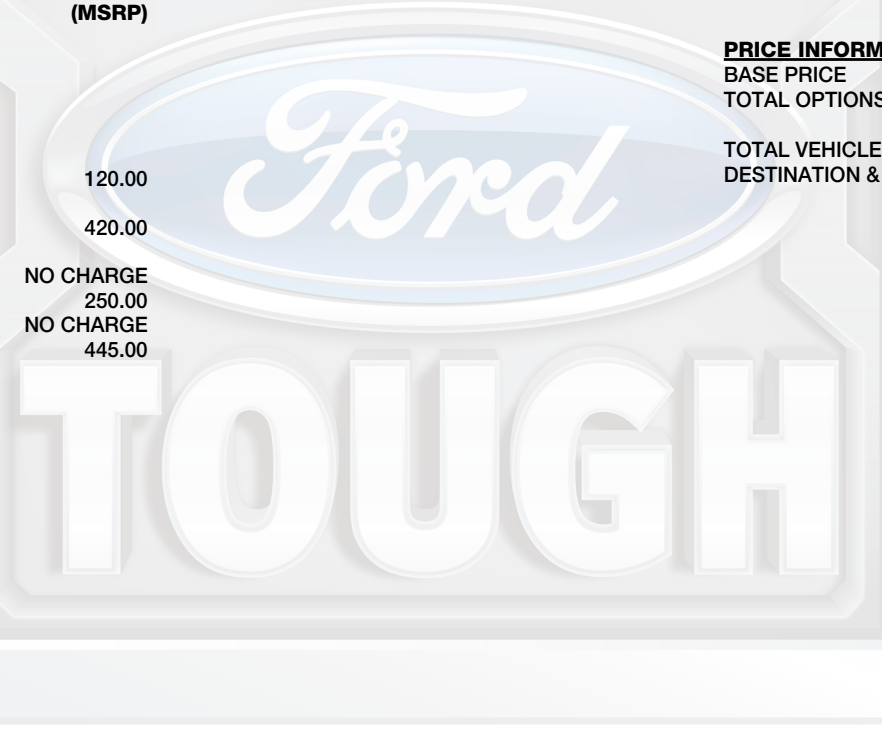 (MSRP)
120.00
420.00
NO CHARGE
250.00
NO CHARGE
445.00
PRICE INFORM
BASE PRICE
TOTAL OPTIONS
TOTAL VEHICLE
DESTINATION &
Ford
TOUGH